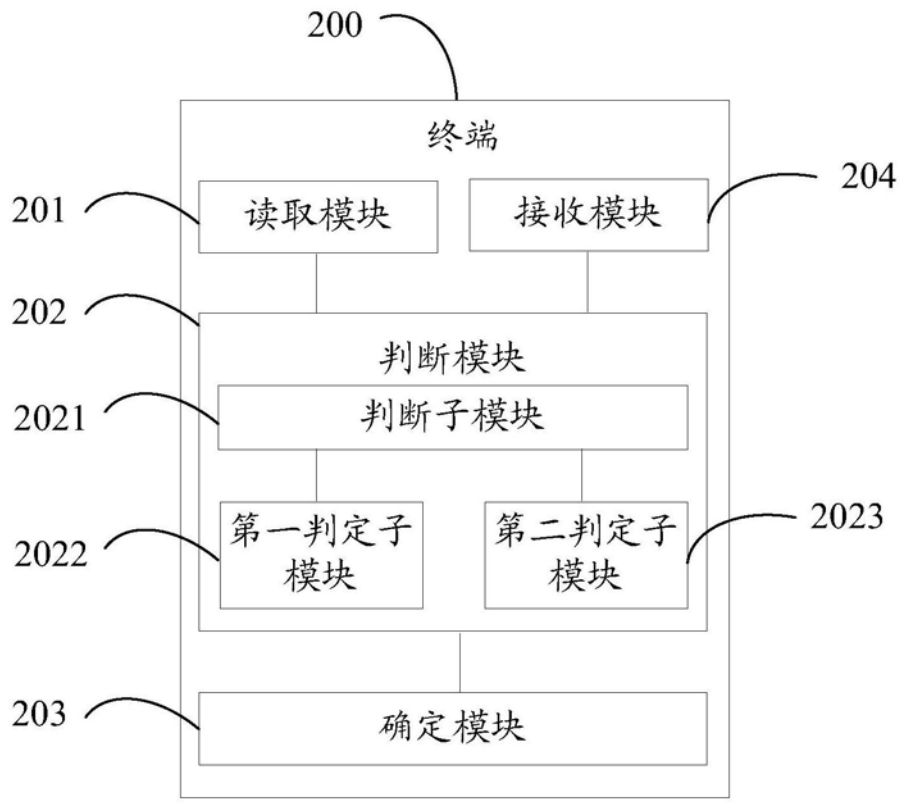 200
终端
201
读取模块
接收模块
204
202
判断模块
2021
判断子模块
2022
第一判定子
模块
第二判定子
模块
2023
203
确定模块